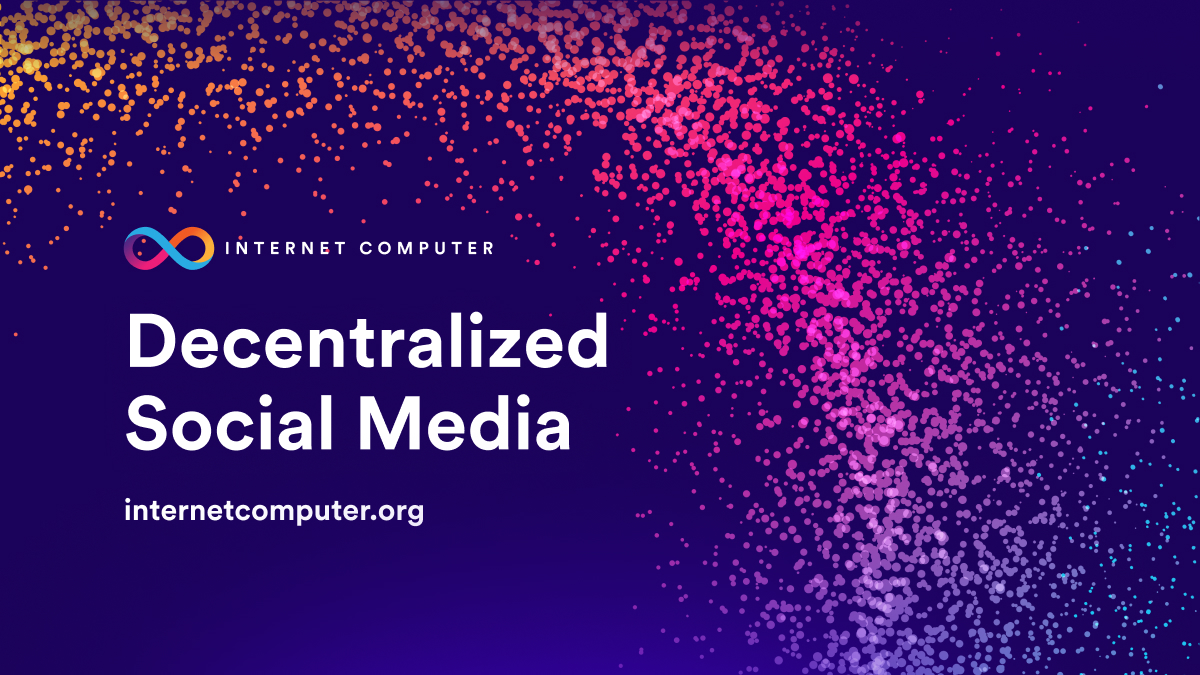 INTERNET COMPUTER
Decentralized
Social Media
internetcomputer.org